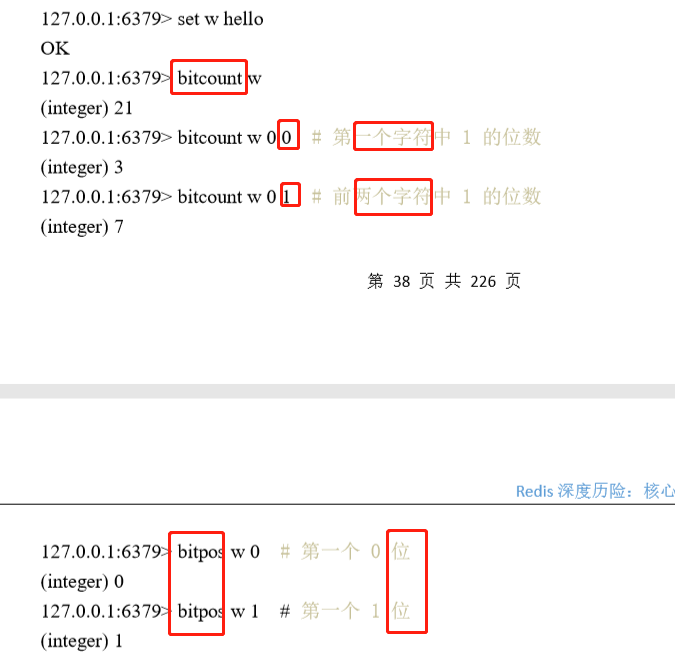 127.0.0.1:6379> set w hello
OK
127.0.0.1:6379> bitcount w
(integer) 21
127.0.0.1:6379> bitcount w 0 0 # 第一个字符中 1 的位数
(integer) 3
127.0.0.1:6379> bitcount w 0 1 # 前两个字符中 1 的位数
(integer) 7
第 38 页 共 226 页
Redis 深度历险：核心
127.0.0.1:6379> bitpos w 0 # 第一个 0 位
(integer) 0
127.0.0.1:6379> bitpos w 1 # 第一个 1 位
(integer) 1